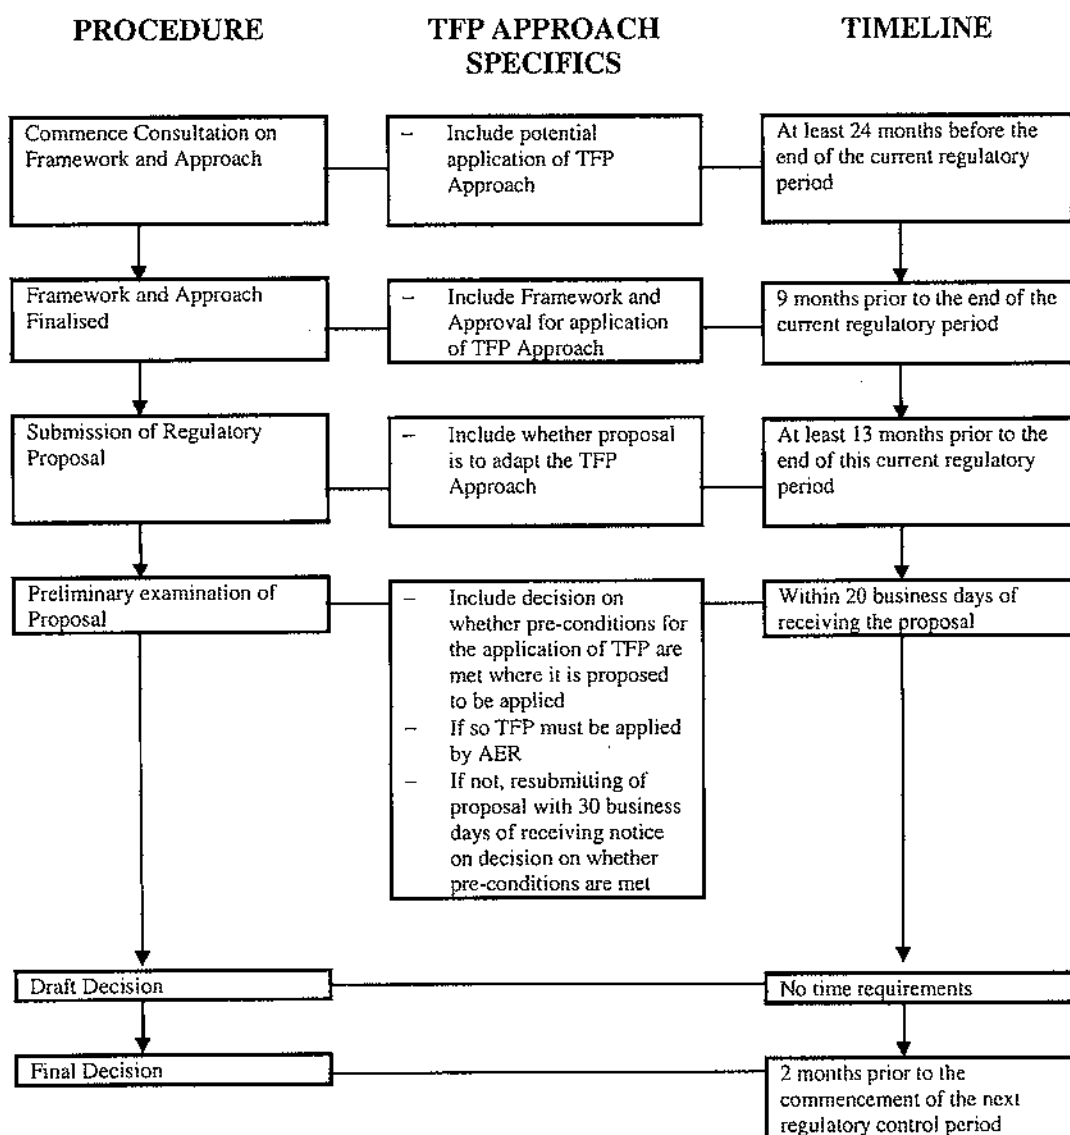 PROCEDURE
TFP APPROACH
SPECIFICS
TIMELINE
Commence Consultation on
Framework and Approach
– Include potential
application of TFP
Approach
At least 24 months before the
end of the current regulatory
period
Framework and Approach
Finalised
– Include Framework and
Approval for application
of TFP Approach
9 months prior to the end of the
current regulatory period
Submission of Regulatory
Proposal
– Include whether proposal
is to adapt the TFP
Approach
At least 13 months prior to the
end of this current regulatory
period
Preliminary examination of
Proposal
– Include decision on
whether pre-conditions for
the application of TFP are
met where it is proposed
to be applied
– If so TFP must be applied
by AER
– If not, resubmitting of
proposal with 30 business
days of receiving notice
on decision on whether
pre-conditions are met
Within 20 business days of
receiving the proposal
Draft Decision
No time requirements
Final Decision
2 months prior to the
commencement of the next
regulatory control period